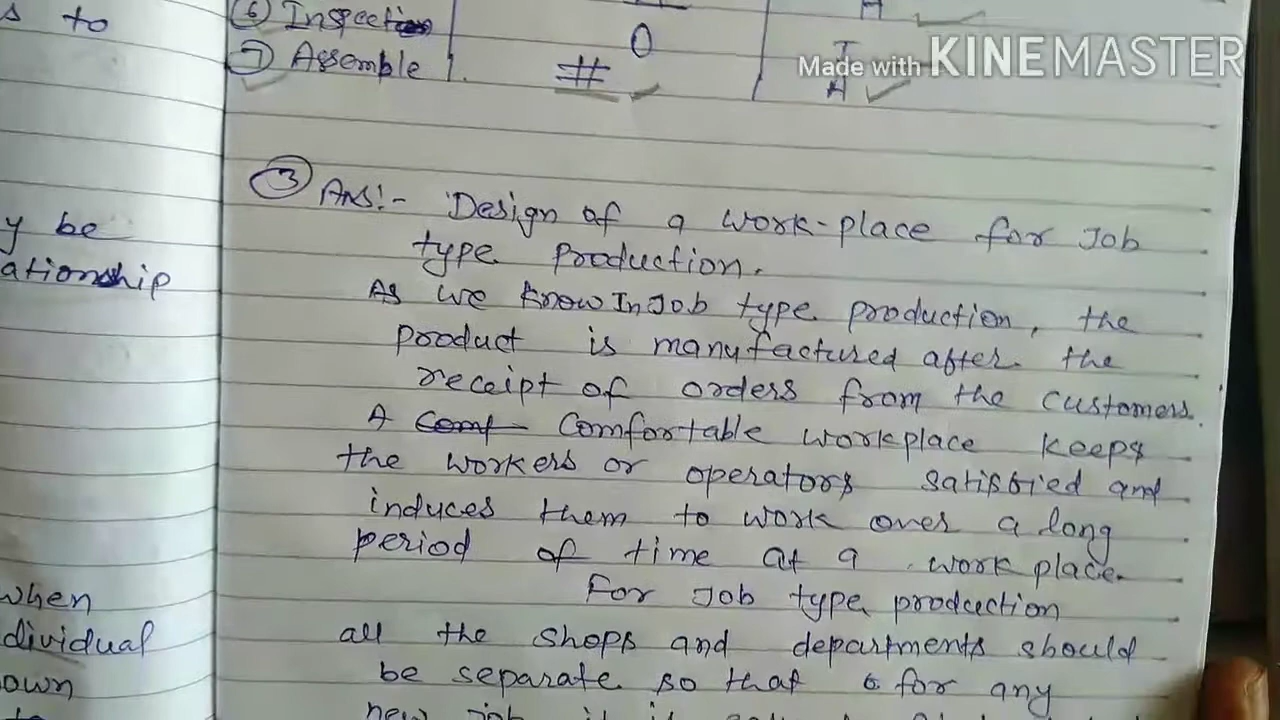 s to
y be
ationship
when
dividual
own
⑥ Inspection
⑦ Assemble
O
#
H
T
A
Made with KINEMASTER
③ Ans:- Design of a work-place for Job
type production.
As we know In Job type production, the
product is manufactured after the
receipt of orders from the customers.
A Comf Comfortable workplace keeps
the workers or operators satisfied and
induces them to work over a long
period of time at a work place.
For Job type production
all the shops and departments should
be separate so that for any
new job it is